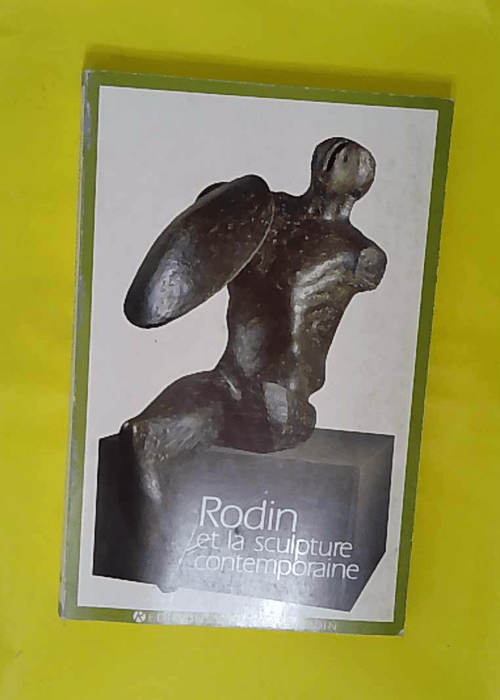 Rodin
et la sculpture
contemporaine